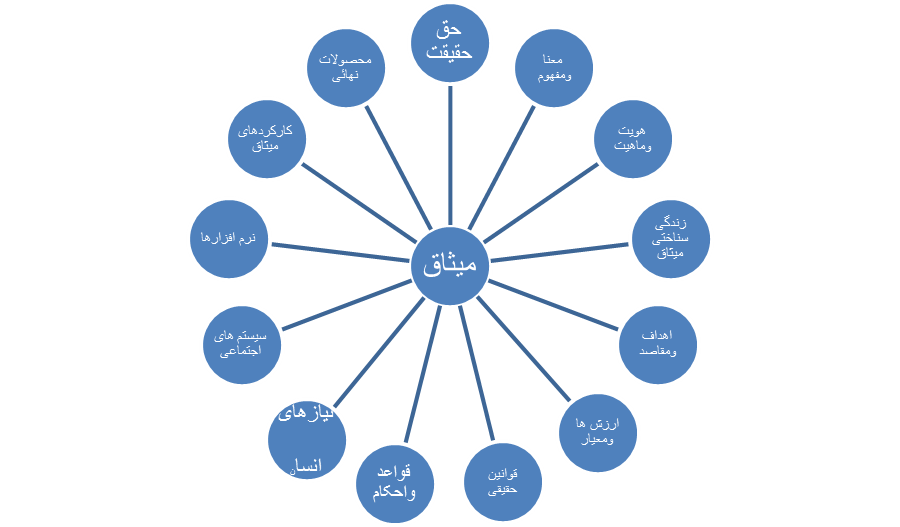 میثاق
حق
حقیقت
معنا
ومفهوم
هویت
وماهیت
زندگی
سناختی
میثاق
اهداف
ومقاصد
ارزش ها
ومعیار
قوانین
حقیقی
قواعد
واحکام
نیازهای
انسان
سیستم های
اجتماعی
نرم افزارها
کارکردهای
میثاق
محصولات
نهائی